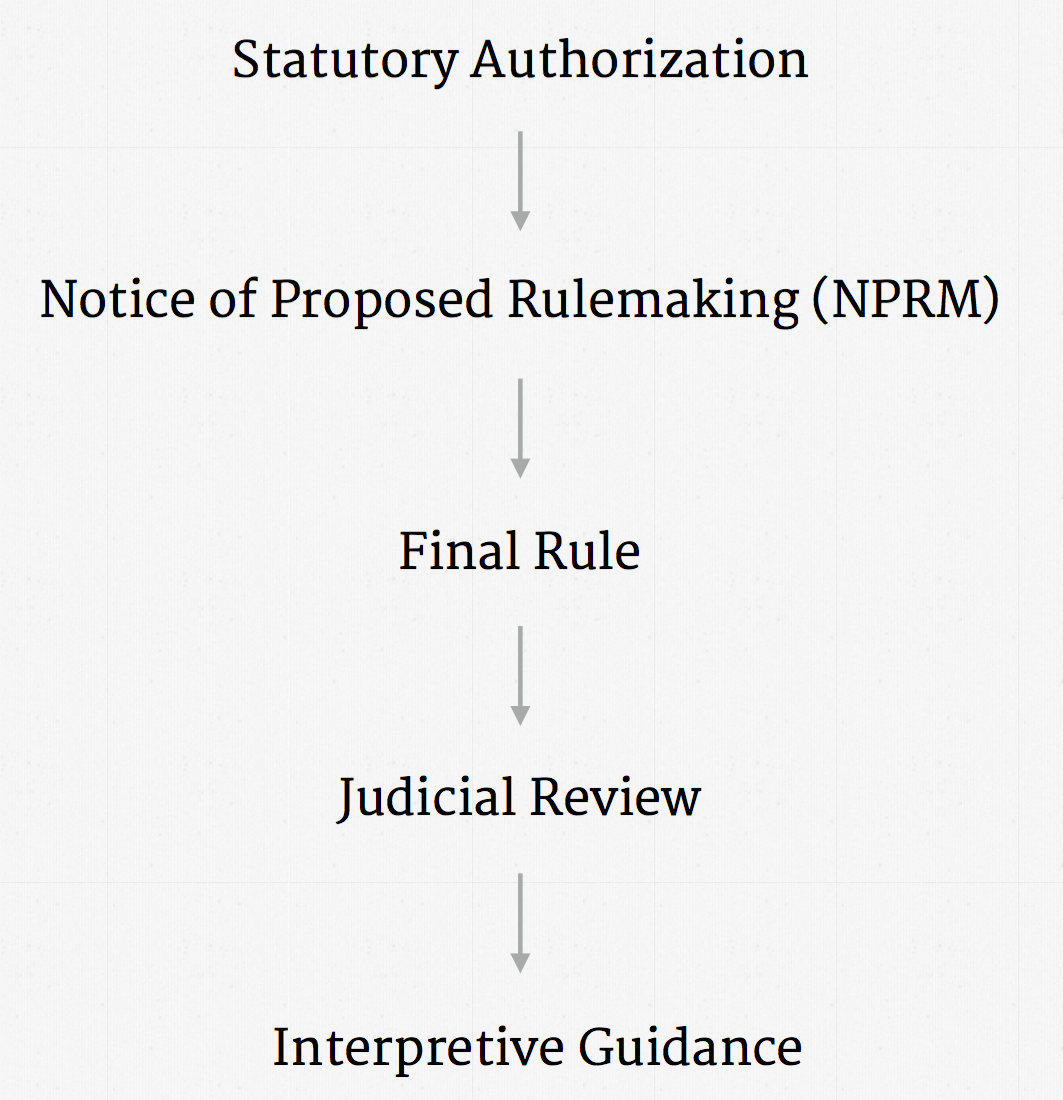 Statutory Authorization
Notice of Proposed Rulemaking (NPRM)
Final Rule
Judicial Review
Interpretive Guidance